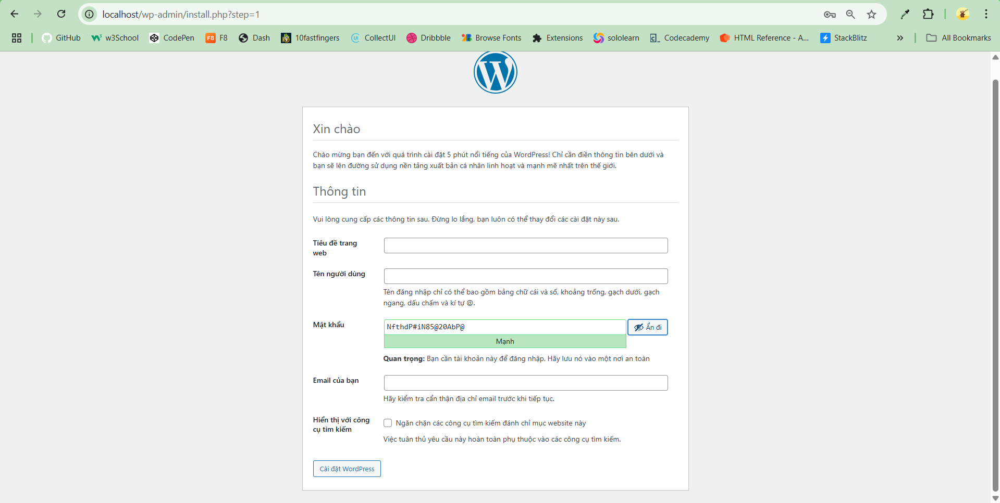 localhost/wp-admin/install.php?step=1
GitHub w3School CodePen F8 Dash 10fastfingers CollectUI Dribbble Browse Fonts Extensions sololearn Codecademy HTML Reference - A... StackBlitz » All Bookmarks
Xin chào
Chào mừng bạn đến với quá trình cài đặt 5 phút nổi tiếng của WordPress! Chỉ cần điền thông tin bên dưới và
bạn sẽ lên đường sử dụng nền tảng xuất bản cá nhân linh hoạt và mạnh mẽ nhất trên thế giới.
Thông tin
Vui lòng cung cấp các thông tin sau. Đừng lo lắng, bạn luôn có thể thay đổi các cài đặt này sau.
Tiêu đề trang
web
Tên người dùng
Tên đăng nhập chỉ có thể bao gồm bảng chữ cái và số, khoảng trống, gạch dưới, gạch
ngang, dấu chấm và kí tự @.
Mật khẩu
NfthdP#iN85@20AbP@
Ẩn đi
Mạnh
Quan trọng: Bạn cần tài khoản này để đăng nhập. Hãy lưu nó vào một nơi an toàn
Email của bạn
Hãy kiểm tra cẩn thận địa chỉ email trước khi tiếp tục.
Hiển thị với công
cụ tìm kiếm
Ngăn chặn các công cụ tìm kiếm đánh chỉ mục website này
Việc tuân thủ yêu cầu này hoàn toàn phụ thuộc vào các công cụ tìm kiếm.
Cài đặt WordPress